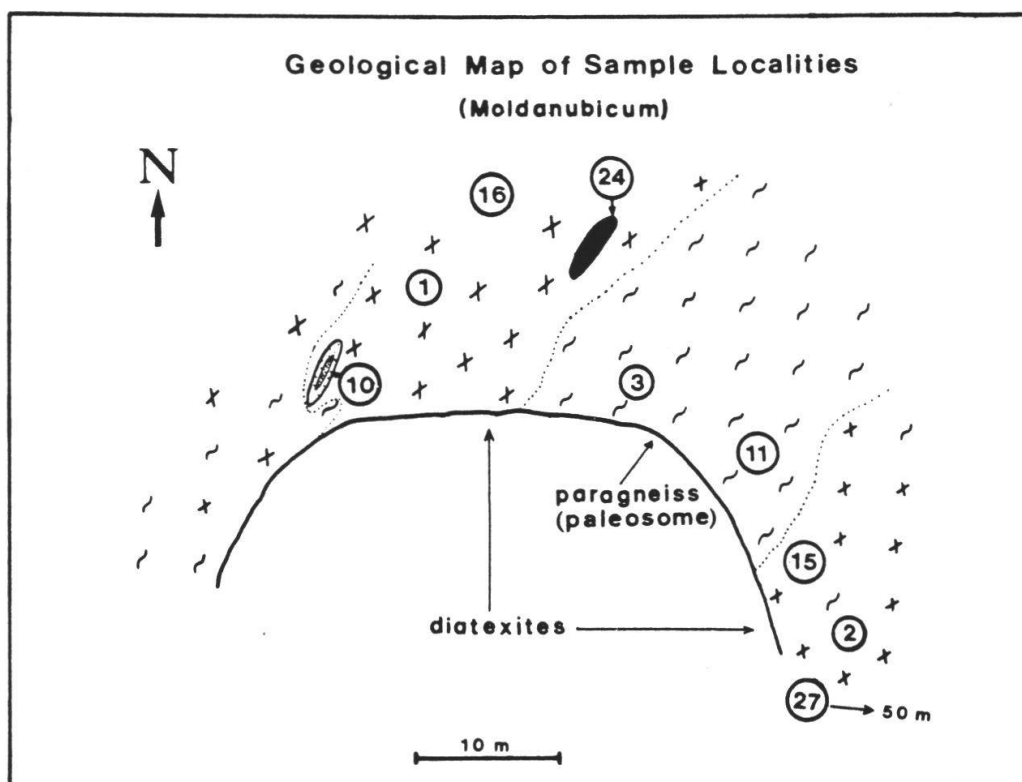 Geological Map of Sample Localities
(Moldanubicum)
N
16
24
1
10
3
11
paragneiss
(paleosome)
15
diatexites
2
27
50 m
10 m